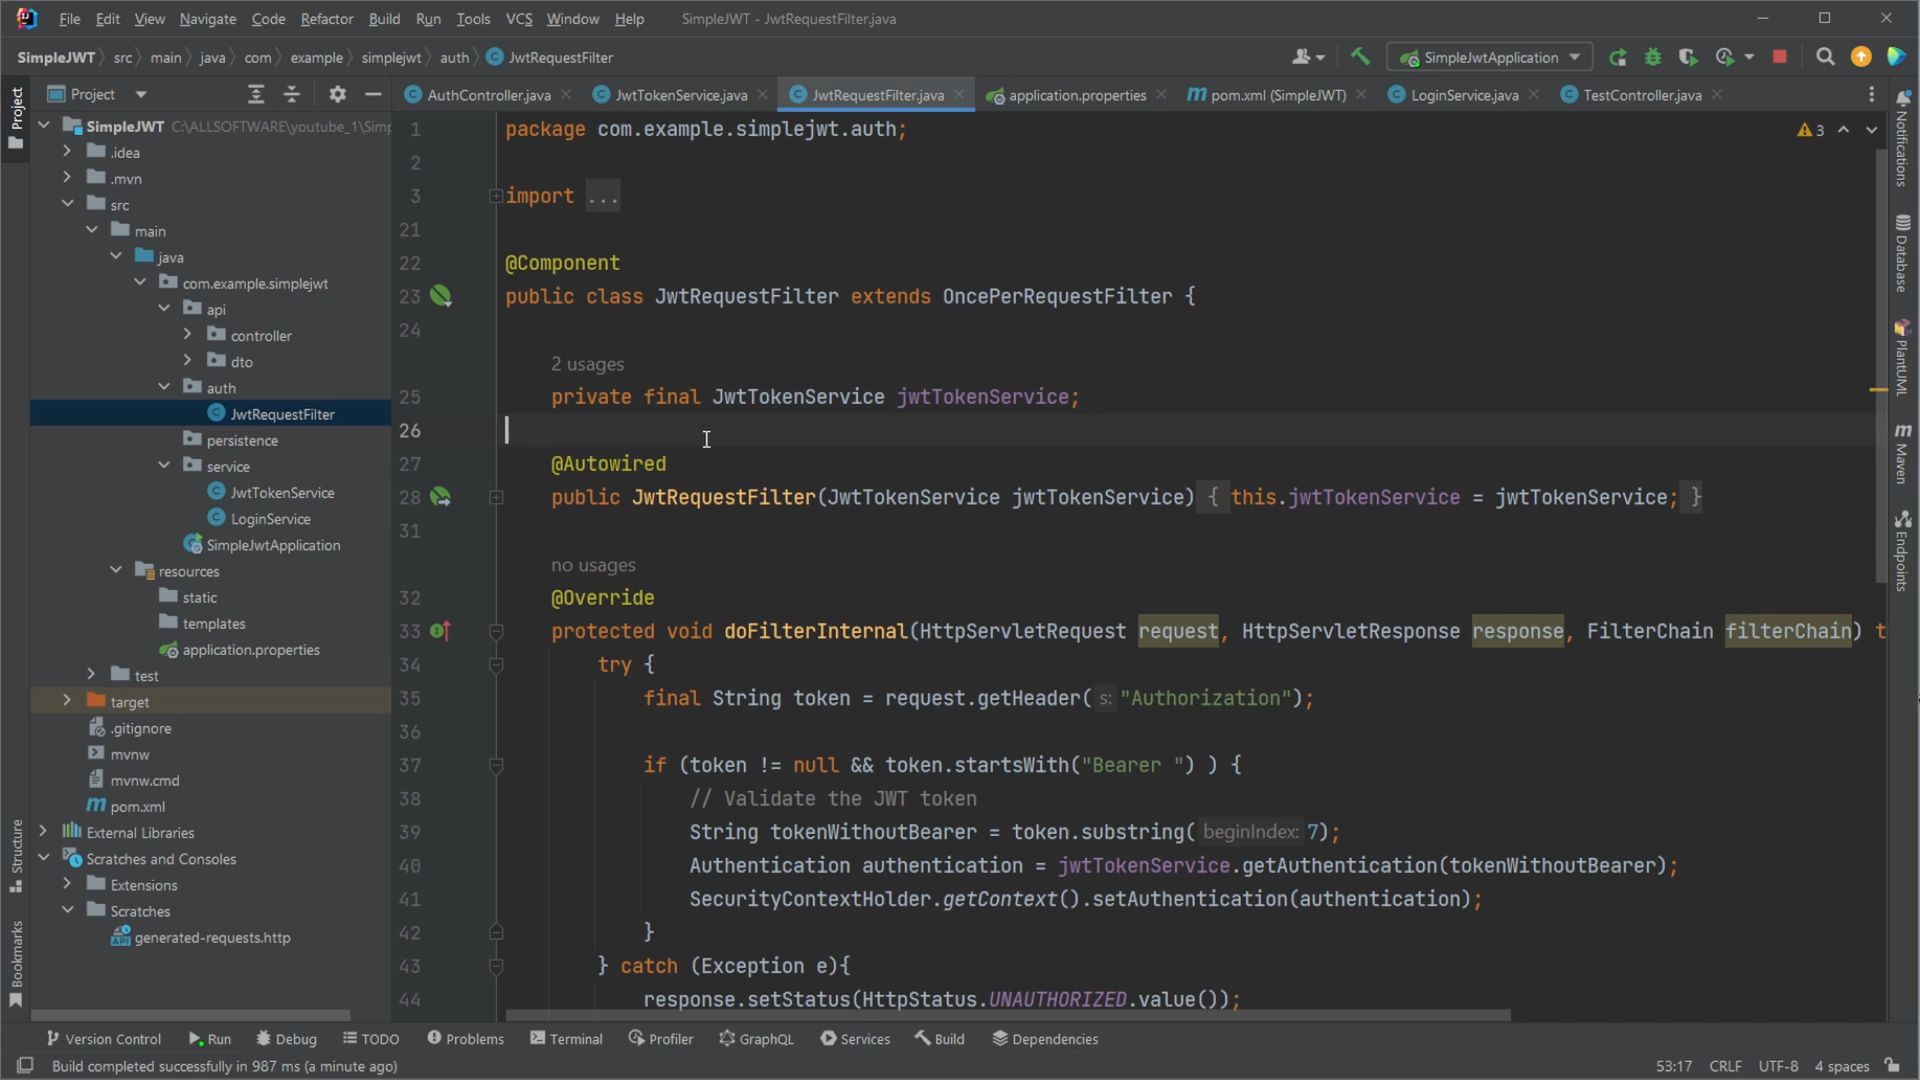 File Edit View Navigate Code Refactor Build Run Tools VCS Window Help SimpleJWT - JwtRequestFilter.java
SimpleJWT src main java com example simplejwt auth JwtRequestFilter SimpleJwtApplication
Project AuthController.java JwtTokenService.java JwtRequestFilter.java application.properties pom.xml (SimpleJWT) LoginService.java TestController.java
Project
SimpleJWT C:\ALLSOFTWARE\youtube_1\Simp
.idea
.mvn
src
main
java
com.example.simplejwt
api
controller
dto
auth
JwtRequestFilter
persistence
service
JwtTokenService
LoginService
SimpleJwtApplication
resources
static
templates
application.properties
test
target
.gitignore
mvnw
mvnw.cmd
pom.xml
External Libraries
Scratches and Consoles
Extensions
Scratches
generated-requests.http
Structure
Bookmarks
3
1 package com.example.simplejwt.auth;
2
3 import ...
21
22 @Component
23 public class JwtRequestFilter extends OncePerRequestFilter {
24
2 usages
25 private final JwtTokenService jwtTokenService;
26
27 @Autowired
28 public JwtRequestFilter(JwtTokenService jwtTokenService) { this.jwtTokenService = jwtTokenService; }
31
no usages
32 @Override
33 protected void doFilterInternal(HttpServletRequest request, HttpServletResponse response, FilterChain filterChain) t
34 try {
35 final String token = request.getHeader( s: "Authorization");
36
37 if (token != null && token.startsWith("Bearer ") ) {
38 // Validate the JWT token
39 String tokenWithoutBearer = token.substring( beginIndex: 7);
40 Authentication authentication = jwtTokenService.getAuthentication(tokenWithoutBearer);
41 SecurityContextHolder.getContext().setAuthentication(authentication);
42 }
43 } catch (Exception e){
44 response.setStatus(HttpStatus.UNAUTHORIZED.value());
Notifications
Database
PlantUML
Maven
Endpoints
Version Control Run Debug TODO Problems Terminal Profiler GraphQL Services Build Dependencies
Build completed successfully in 987 ms (a minute ago) 53:17 CRLF UTF-8 4 spaces